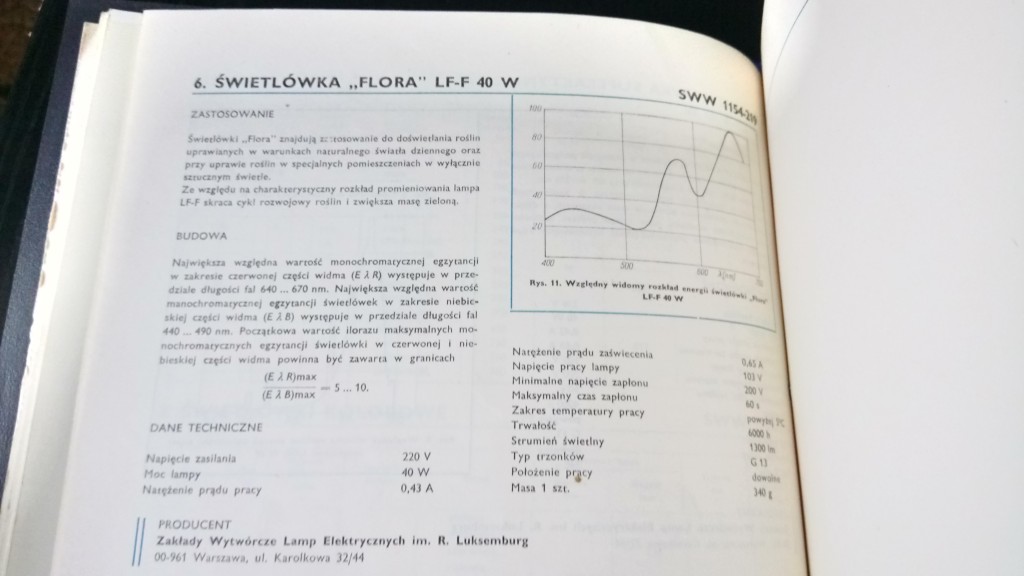 6. ŚWIETLÓWKA „FLORA" LF-F 40 W
SWW 1154-2
ZASTOSOWANIE
Świetlówki „Flora" znajdują zastosowanie do doświetlania roślin
uprawianych w warunkach naturalnego światła dziennego oraz
przy uprawie roślin w specjalnych pomieszczeniach w wyłącznie
sztucznym świetle.
Ze względu na charakterystyczny rozkład promieniowania lampa
LF-F skraca cykl rozwojowy roślin i zwiększa masę zieloną.
BUDOWA
Największa względna wartość monochromatycznej egzytancji
w zakresie czerwonej części widma (E λ R) występuje w prze-
dziale długości fal 640 ... 670 nm. Największa względna wartość
monochromatycznej egzytancji świetlówek w zakresie niebie-
skiej części widma (E λ B) występuje w przedziale długości fal
440 ... 490 nm. Początkowa wartość ilorazu maksymalnych mo-
nochromatycznych egzytancji świetlówki w czerwonej i nie-
bieskiej części widma powinna być zawarta w granicach
(E λ R)max
= 5 ... 10.
(E λ B)max
DANE TECHNICZNE
Napięcie zasilania 220 V
Moc lampy 40 W
Natężenie prądu pracy 0,43 A
100
80
60
40
20
400 500 600 λ[nm]
Rys. 11. Względny widmowy rozkład energii świetlówki „Flora"
LF-F 40 W
Natężenie prądu zaświecenia 0,65 A
Napięcie pracy lampy 103 V
Minimalne napięcie zapłonu 200 V
Maksymalny czas zapłonu 60 s
Zakres temperatury pracy powyżej
Trwałość 6000 h
Strumień świetlny 1300 lm
Typ trzonków G 13
Położenie pracy dowolne
Masa 1 szt. 340 g
PRODUCENT
Zakłady Wytwórcze Lamp Elektrycznych im. R. Luksemburg
00-961 Warszawa, ul. Karolkowa 32/44